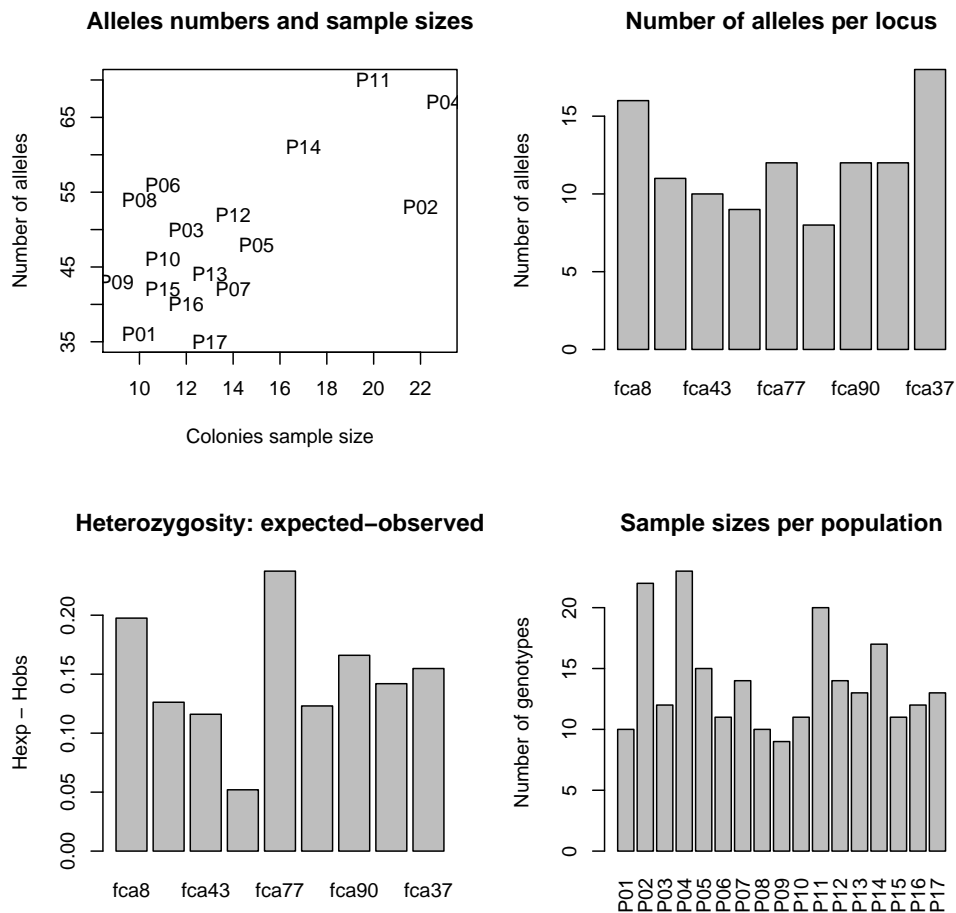 Alleles numbers and sample sizes
Number of alleles
65
55
45
35
P11
P04
P14
P06
P08
P02
P12
P03
P05
P10
P13
P09
P15
P07
P16
P01
P17
10 12 14 16 18 20 22
Colonies sample size
Number of alleles per locus
Number of alleles
15
10
5
0
fca8 fca43 fca77 fca90 fca37
Heterozygosity: expected−observed
Hexp − Hobs
0.20
0.15
0.10
0.05
0.00
fca8 fca43 fca77 fca90 fca37
Sample sizes per population
Number of genotypes
20
15
10
5
0
P01 P02 P03 P04 P05 P06 P07 P08 P09 P10 P11 P12 P13 P14 P15 P16 P17